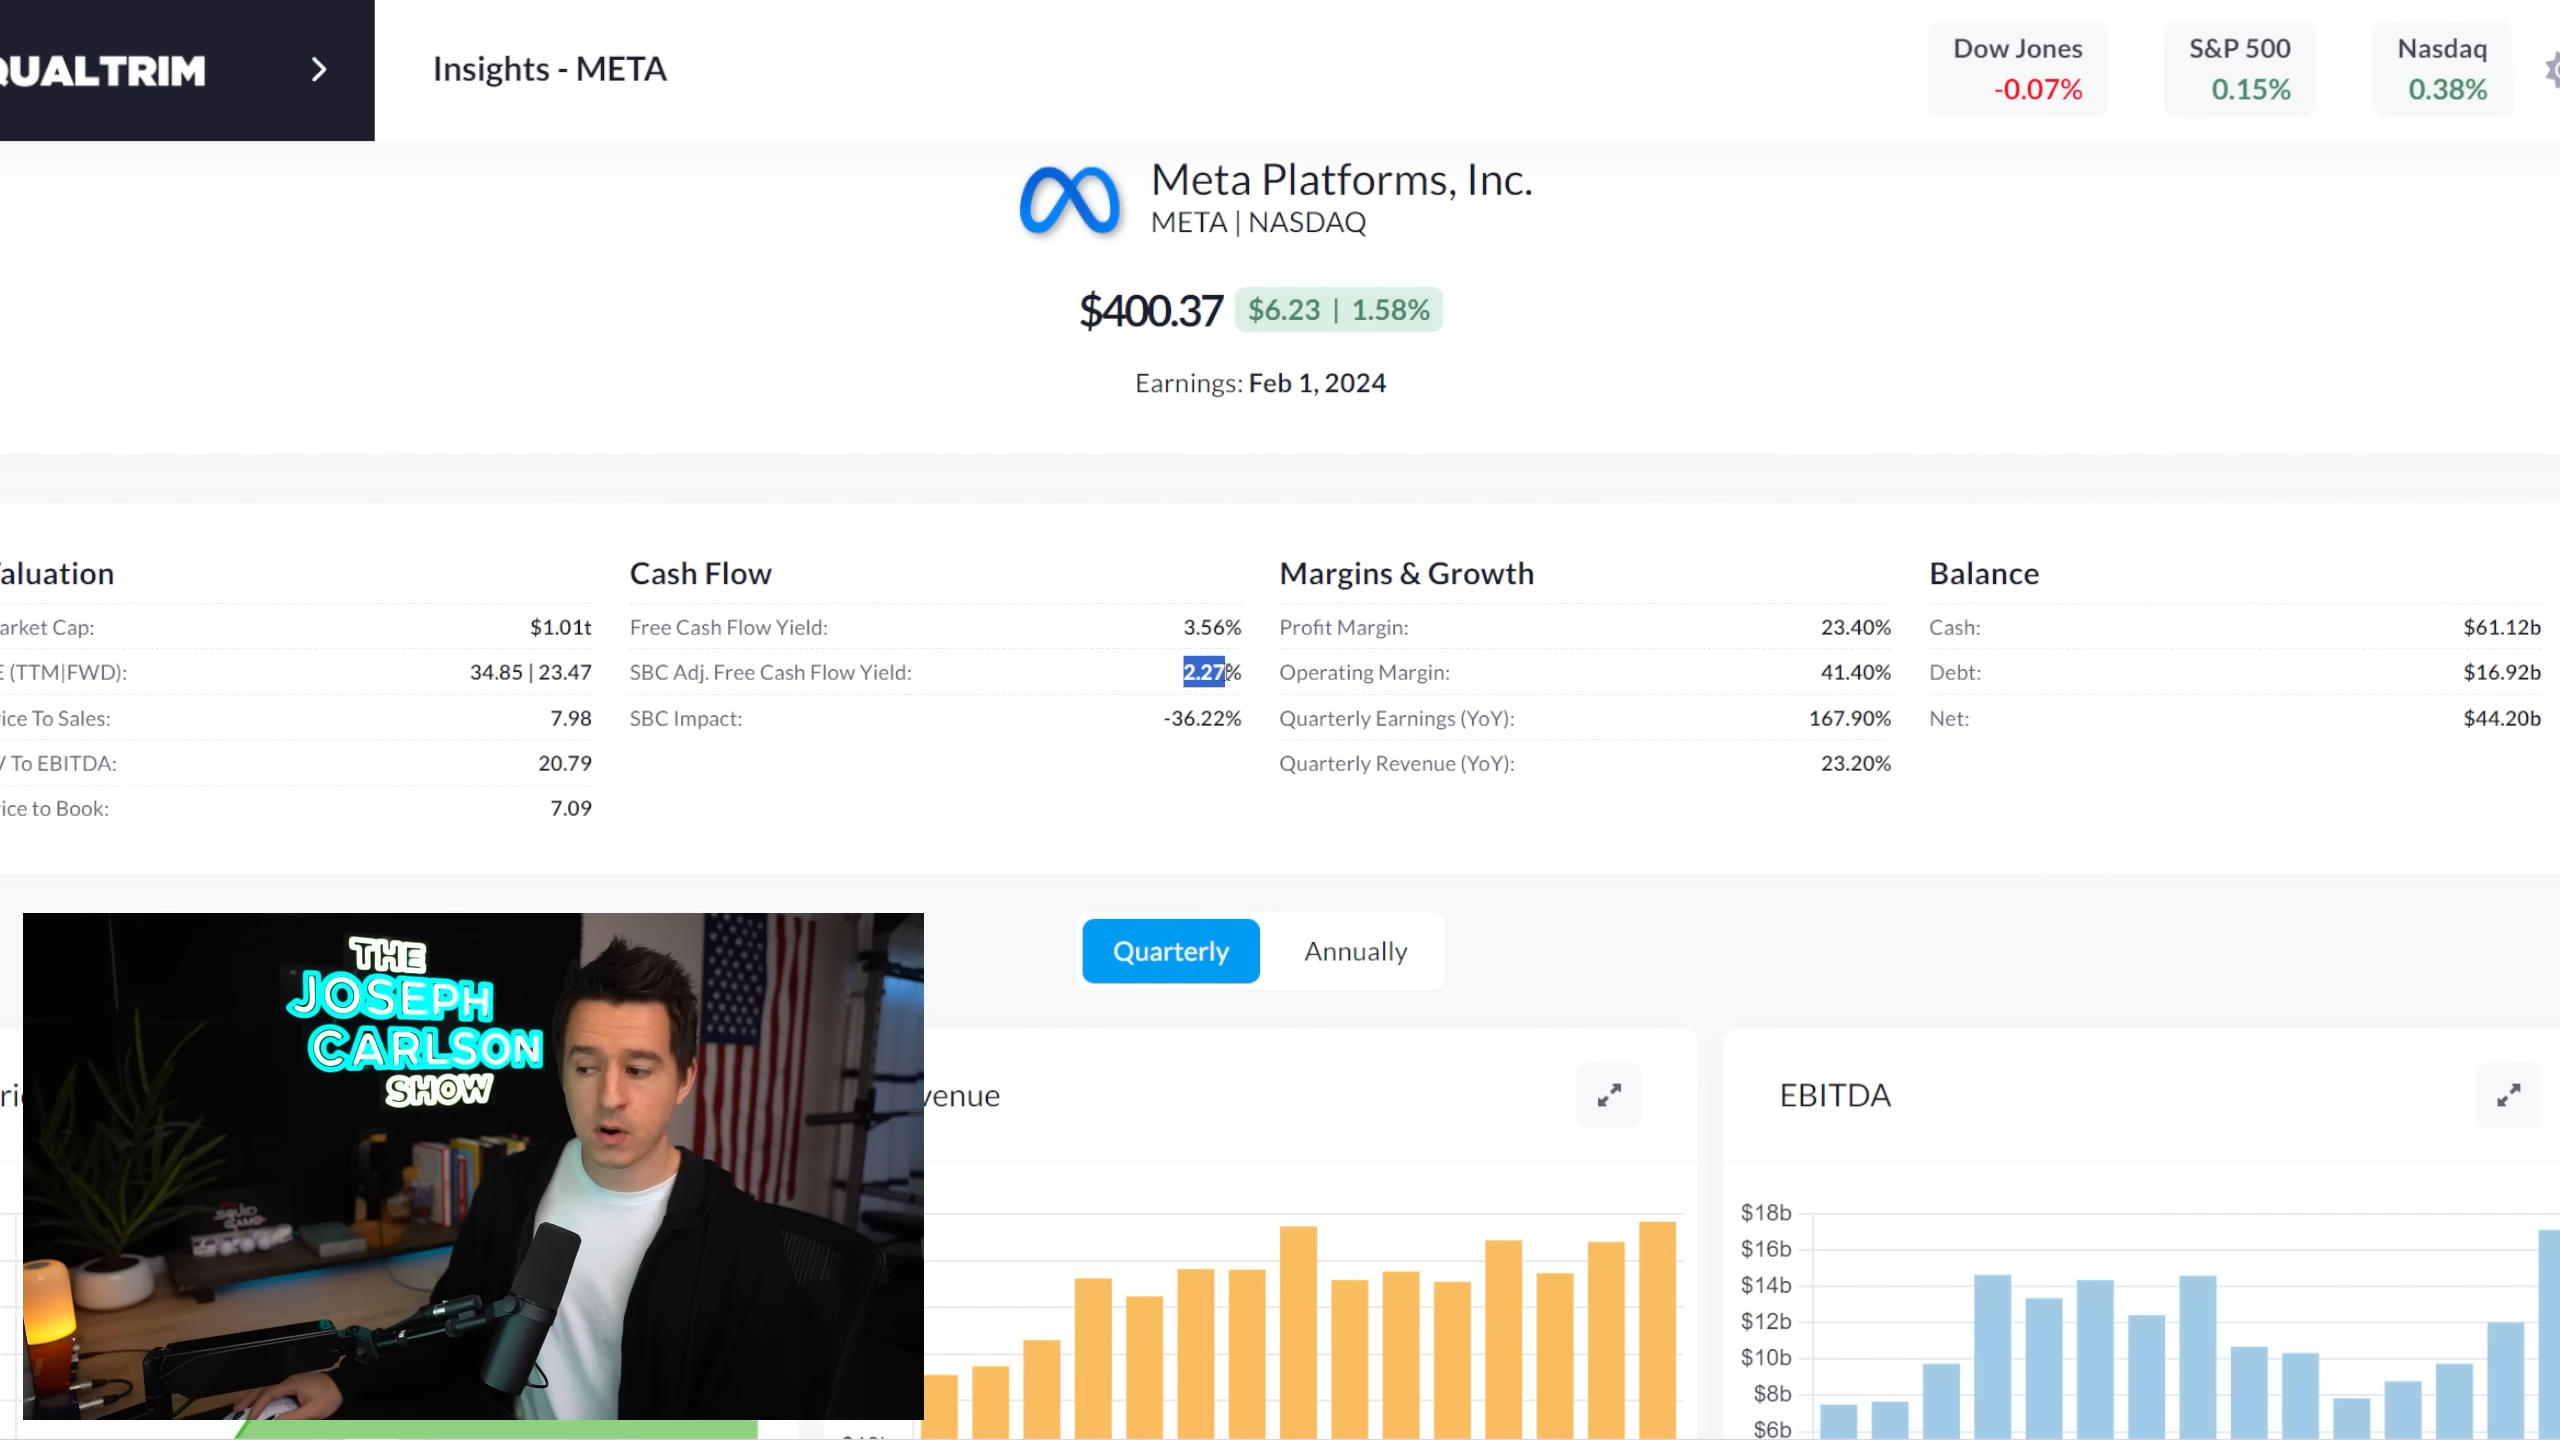 QUALTRIM
Insights - META
Dow Jones
-0.07%
S&P 500
0.15%
Nasdaq
0.38%
Meta Platforms, Inc.
META | NASDAQ
$400.37
$6.23 | 1.58%
Earnings: Feb 1, 2024
aluation
arket Cap: $1.01t
E (TTM|FWD): 34.85 | 23.47
ice To Sales: 7.98
V To EBITDA: 20.79
ice to Book: 7.09
Cash Flow
Free Cash Flow Yield: 3.56%
SBC Adj. Free Cash Flow Yield: 2.27%
SBC Impact: -36.22%
Margins & Growth
Profit Margin: 23.40%
Operating Margin: 41.40%
Quarterly Earnings (YoY): 167.90%
Quarterly Revenue (YoY): 23.20%
Balance
Cash: $61.12b
Debt: $16.92b
Net: $44.20b
Quarterly
Annually
THE
JOSEPH
CARLSON
SHOW
SQUID
GAME
ri
venue
EBITDA
$18b
$16b
$14b
$12b
$10b
$8b
$6b